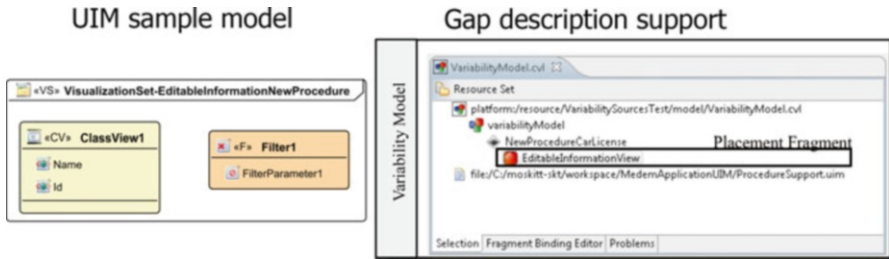 UIM sample model
Gap description support
«VS» VisualizationSet-EditableInformationNewProcedure
«CV» ClassView1
Name
Id
«F» Filter1
FilterParameter1
Variability Model
VariabilityModel.cvl
Resource Set
platform:/resource/VariabilitySourcesTest/model/VariabilityModel.cvl
variabilityModel
NewProcedureCarLicense
Placement Fragment
EditableInformationView
file:/C:/moskitt-skt/workspace/MedemApplicationUIM/ProcedureSupport.uim
Selection Fragment Binding Editor Problems